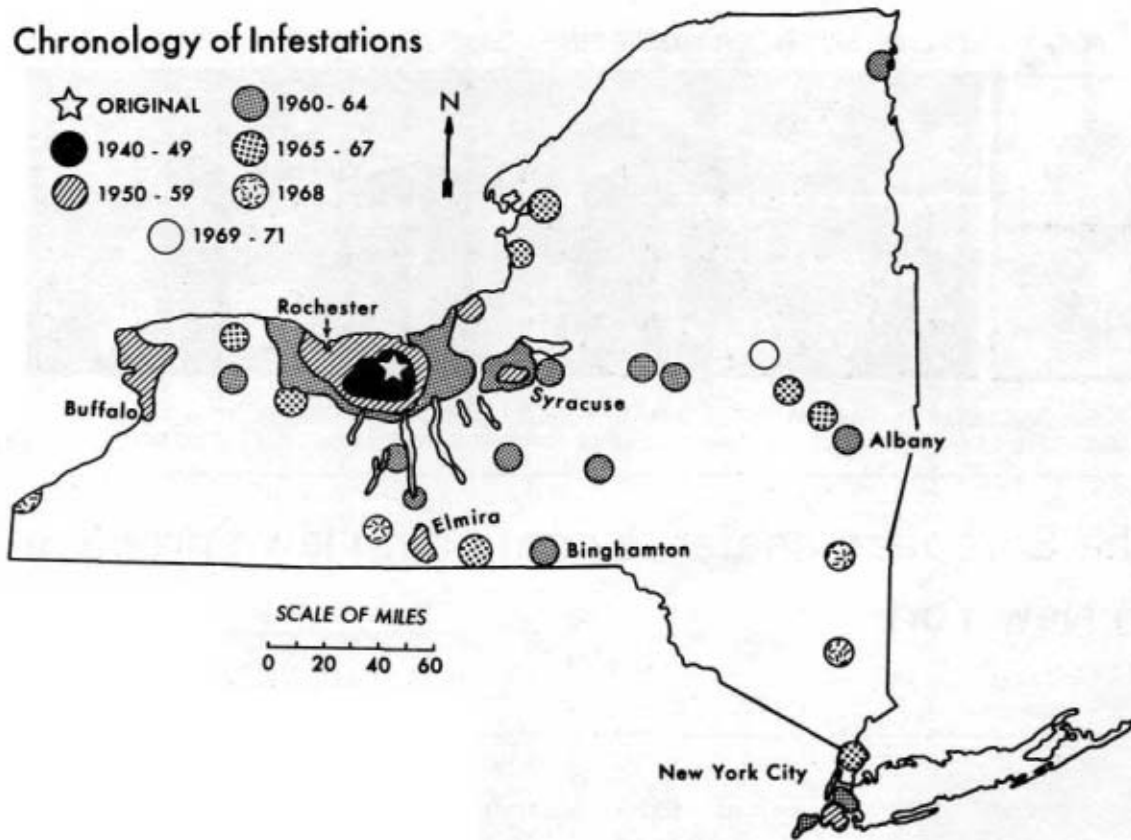 Chronology of Infestations
ORIGINAL
1940 - 49
1950 - 59
1960 - 64
1965 - 67
1968
1969 - 71
N
Rochester
Buffalo
Syracuse
Albany
Elmira
Binghamton
SCALE OF MILES
0 20 40 60
New York City